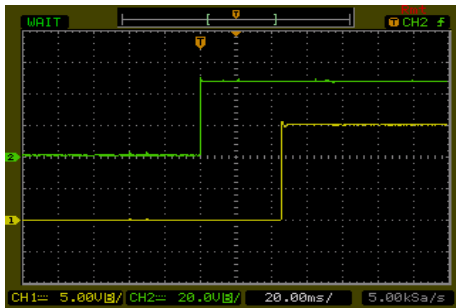 WAIT
T CH2
T
2
1
CH1 5.00V B/ CH2 20.0V B/ 20.00ms/ 5.00kSa/s